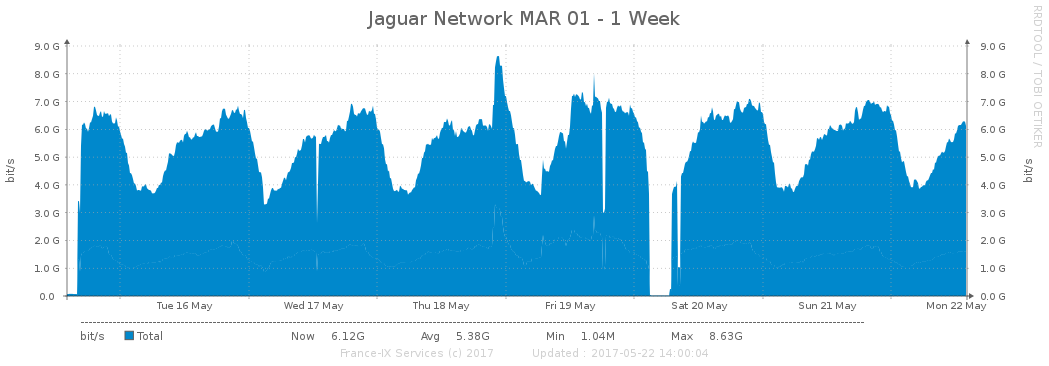 Jaguar Network MAR 01 - 1 Week
RRDTOOL / TOBI OETIKER
bit/s
bit/s
9.0 G 9.0 G
8.0 G 8.0 G
7.0 G 7.0 G
6.0 G 6.0 G
5.0 G 5.0 G
4.0 G 4.0 G
3.0 G 3.0 G
2.0 G 2.0 G
1.0 G 1.0 G
0.0 0.0 G
Tue 16 May Wed 17 May Thu 18 May Fri 19 May Sat 20 May Sun 21 May Mon 22 May
bit/s Total Now 6.12G Avg 5.38G Min 1.04M Max 8.63G
France-IX Services (c) 2017 Updated : 2017-05-22 14:00:04